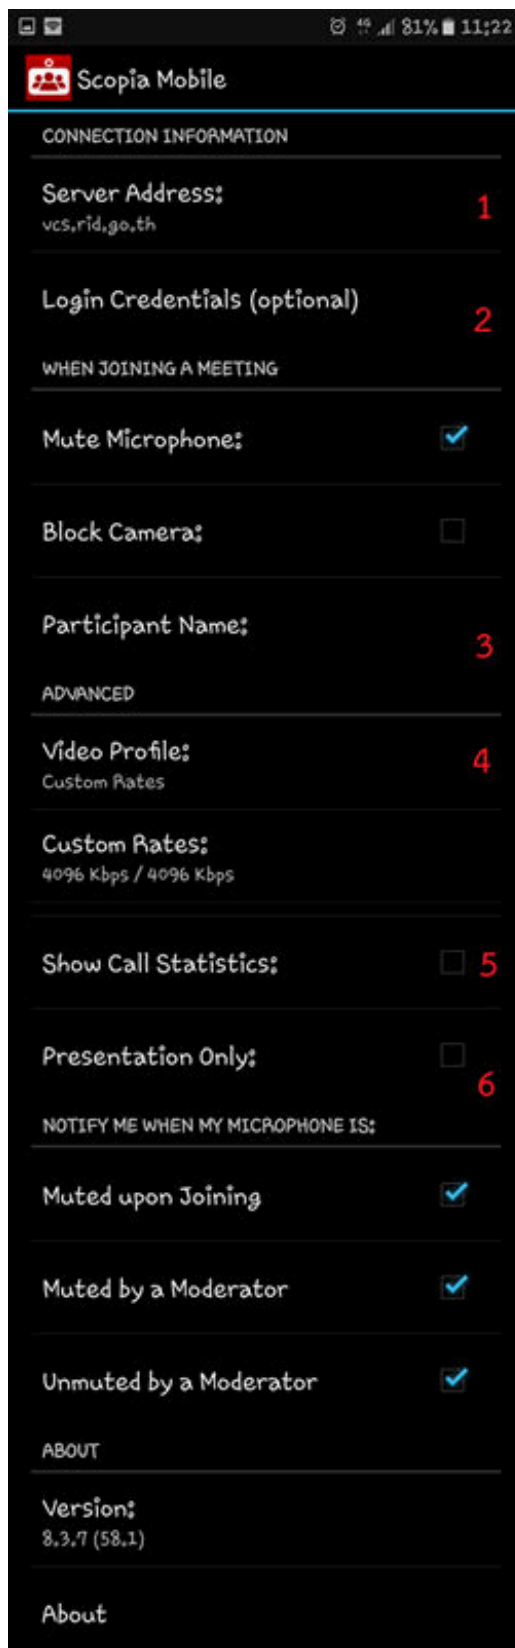 81% 11:22
Scopia Mobile
CONNECTION INFORMATION
Server Address:
vcs.rid.go.th
1
Login Credentials (optional)
2
WHEN JOINING A MEETING
Mute Microphone:
Block Camera:
Participant Name:
3
ADVANCED
Video Profile:
Custom Rates
4
Custom Rates:
4096 Kbps / 4096 Kbps
Show Call Statistics: 5
Presentation Only:
6
NOTIFY ME WHEN MY MICROPHONE IS:
Muted upon Joining
Muted by a Moderator
Unmuted by a Moderator
ABOUT
Version:
8.3.7 (58.1)
About